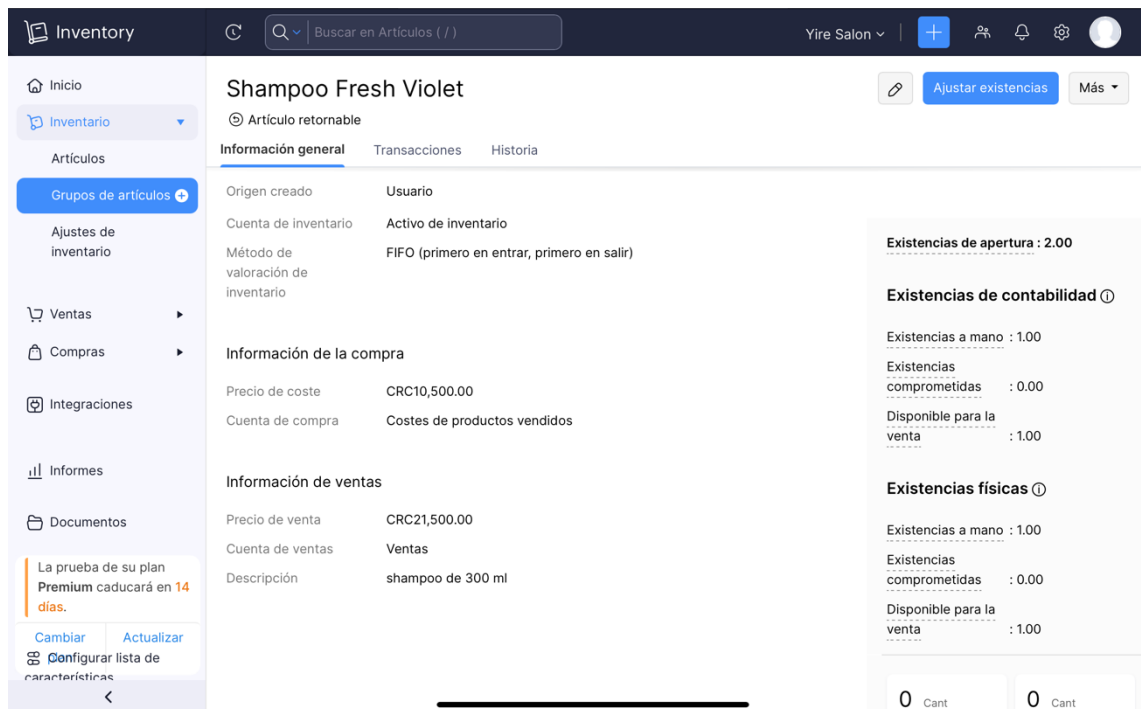 Inventory
Buscar en Artículos ( / )
Yire Salon
Inicio
Inventario
Artículos
Grupos de artículos
Ajustes de
inventario
Ventas
Compras
Integraciones
Informes
Documentos
La prueba de su plan
Premium caducará en 14
días.
Cambiar
plan
Actualizar
Configurar lista de
características
Shampoo Fresh Violet
Artículo retornable
Ajustar existencias
Más
Información general
Transacciones
Historia
Origen creado Usuario
Cuenta de inventario Activo de inventario
Método de
valoración de
inventario
FIFO (primero en entrar, primero en salir)
Información de la compra
Precio de coste CRC10,500.00
Cuenta de compra Costes de productos vendidos
Información de ventas
Precio de venta CRC21,500.00
Cuenta de ventas Ventas
Descripción shampoo de 300 ml
Existencias de apertura : 2.00
Existencias de contabilidad
Existencias a mano : 1.00
Existencias
comprometidas : 0.00
Disponible para la
venta : 1.00
Existencias físicas
Existencias a mano : 1.00
Existencias
comprometidas : 0.00
Disponible para la
venta : 1.00
0 Cant
0 Cant